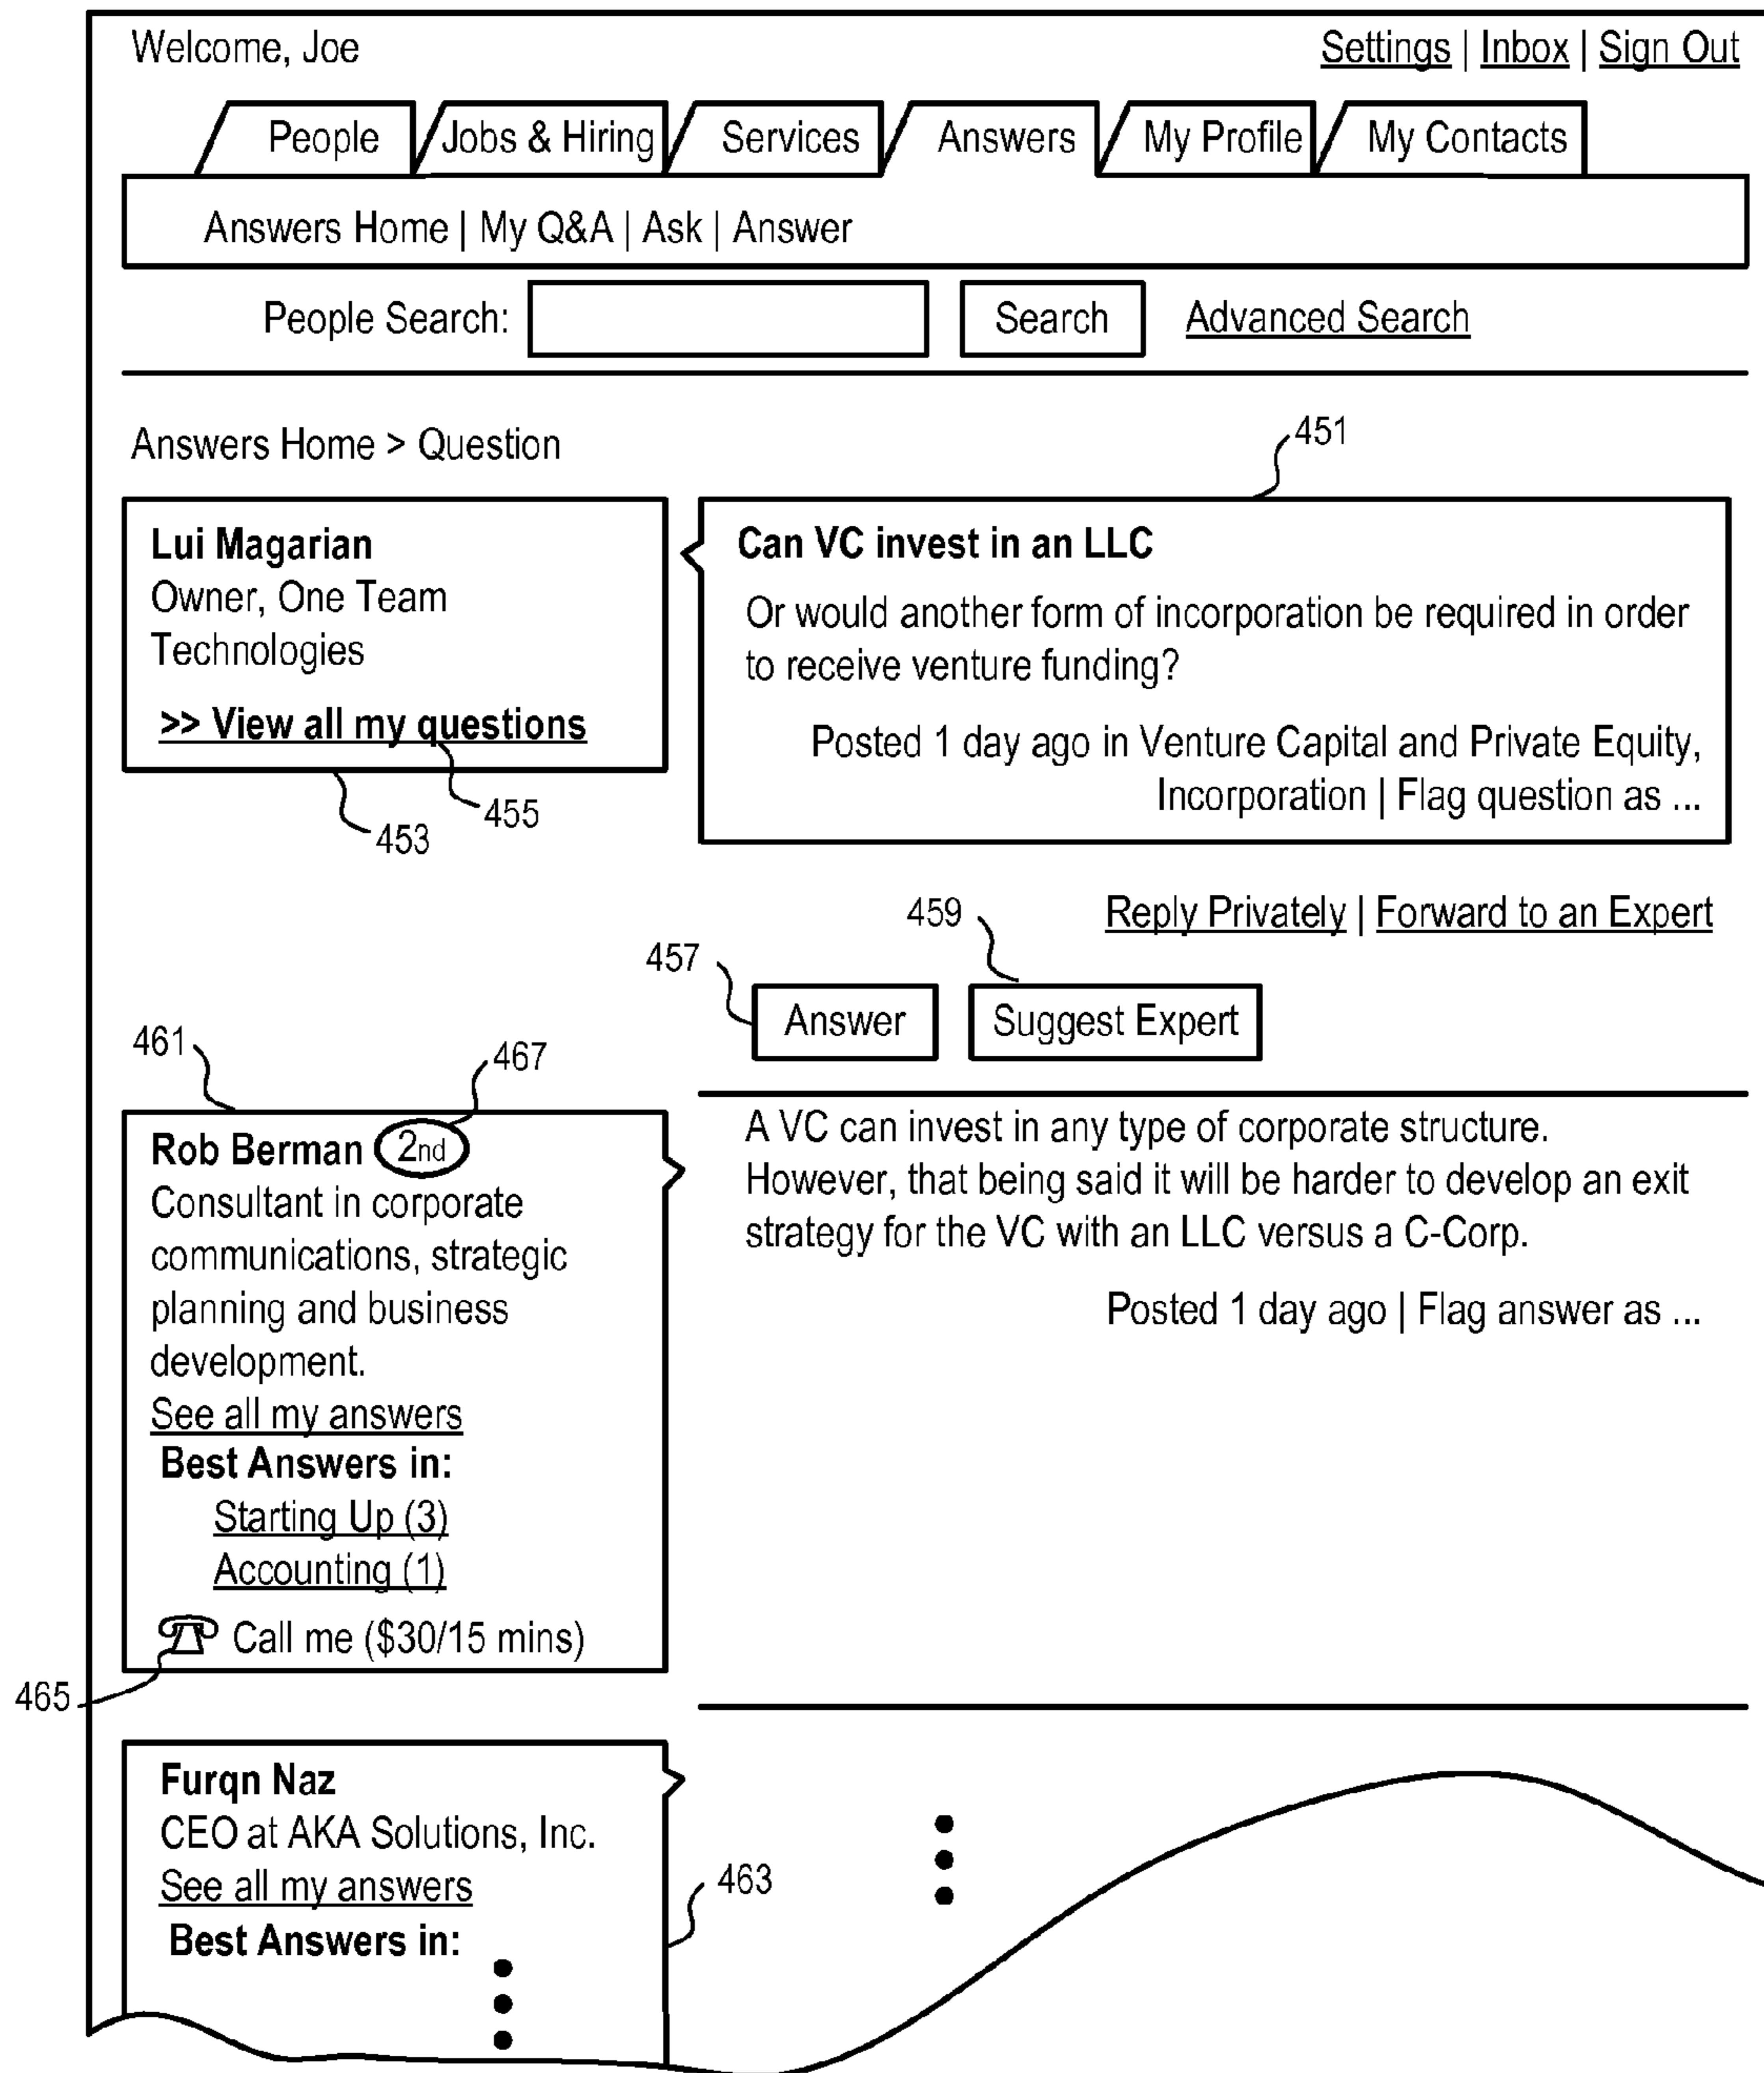 Welcome, Joe
Settings | Inbox | Sign Out
People
Jobs & Hiring
Services
Answers
My Profile
My Contacts
Answers Home | My Q&A | Ask | Answer
People Search:
Search
Advanced Search
Answers Home > Question
451
Lui Magarian
Owner, One Team
Technologies
>> View all my questions
455
453
Can VC invest in an LLC
Or would another form of incorporation be required in order
to receive venture funding?
Posted 1 day ago in Venture Capital and Private Equity,
Incorporation | Flag question as ...
Reply Privately | Forward to an Expert
459
457
Answer
Suggest Expert
461
467
Rob Berman 2nd
Consultant in corporate
communications, strategic
planning and business
development.
See all my answers
Best Answers in:
Starting Up (3)
Accounting (1)
Call me ($30/15 mins)
465
A VC can invest in any type of corporate structure.
However, that being said it will be harder to develop an exit
strategy for the VC with an LLC versus a C-Corp.
Posted 1 day ago | Flag answer as ...
Furqn Naz
CEO at AKA Solutions, Inc.
See all my answers
Best Answers in:
463